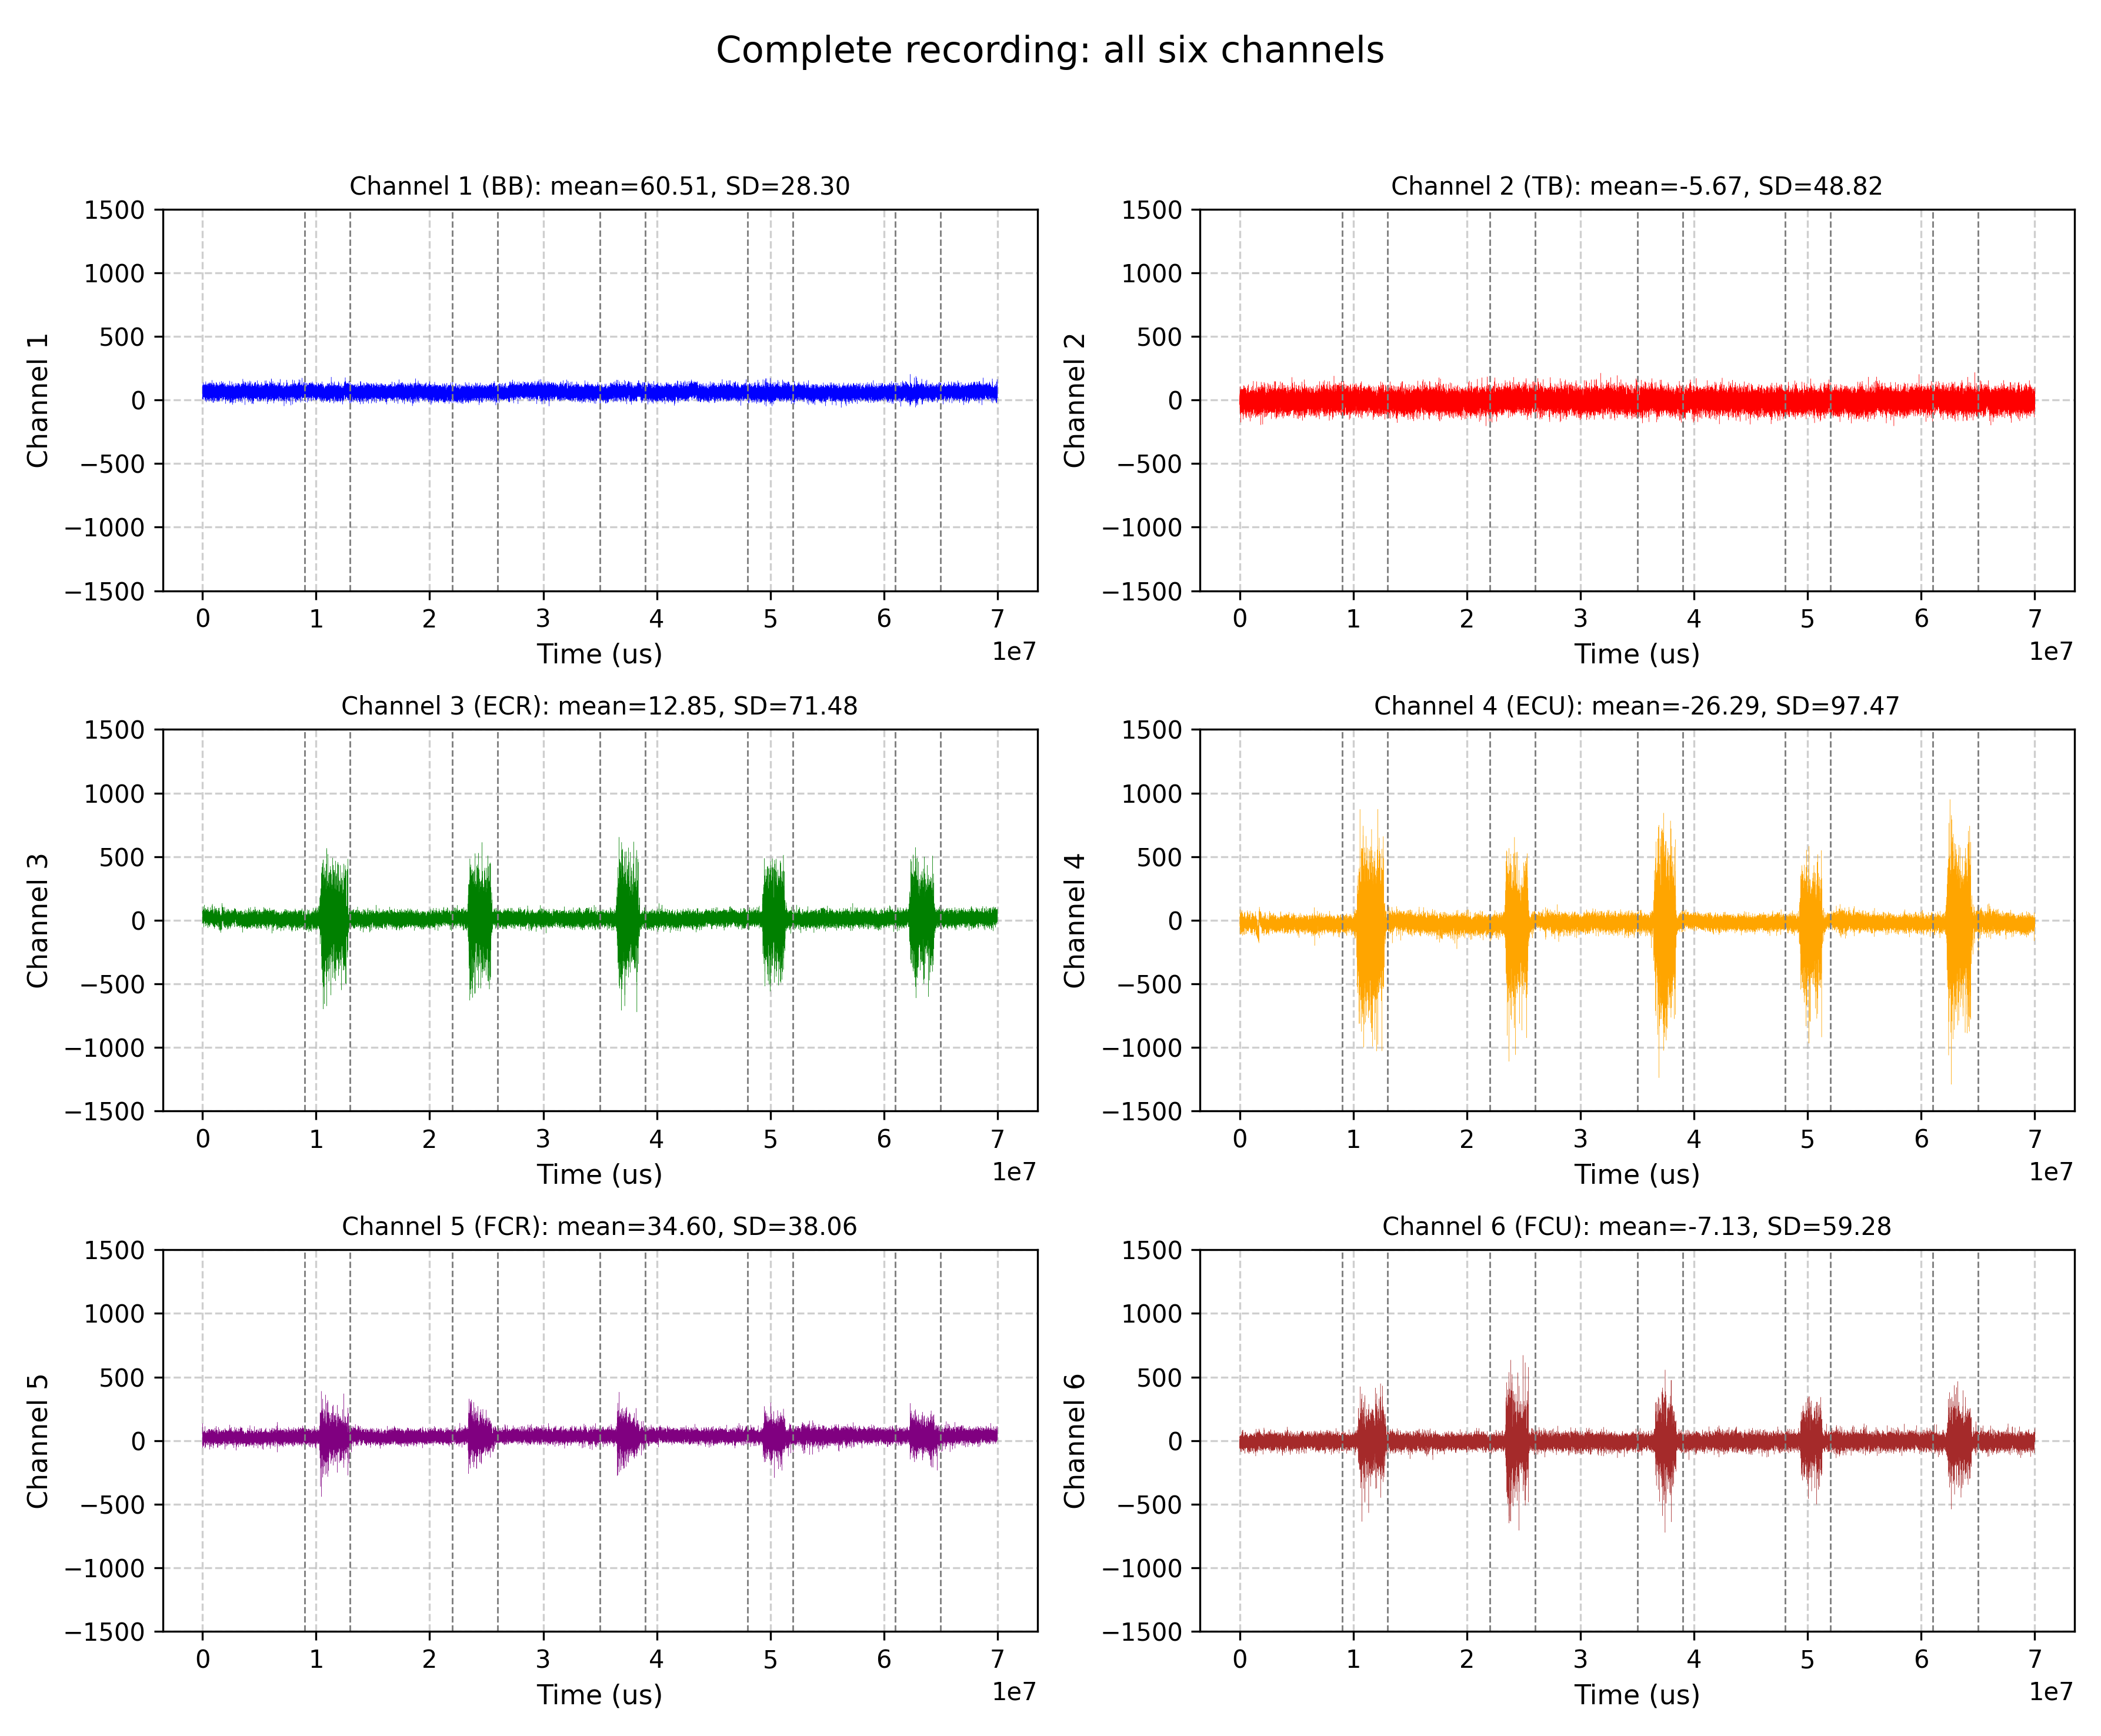 Complete recording: all six channels
Channel 1 (BB): mean=60.51, SD=28.30
1500
1000
500
0
−500
−1000
−1500
Channel 1
0 1 2 3 4 5 6 7
1e7
Time (us)
Channel 2 (TB): mean=-5.67, SD=48.82
1500
1000
500
0
−500
−1000
−1500
Channel 2
0 1 2 3 4 5 6 7
1e7
Time (us)
Channel 3 (ECR): mean=12.85, SD=71.48
1500
1000
500
0
−500
−1000
−1500
Channel 3
0 1 2 3 4 5 6 7
1e7
Time (us)
Channel 4 (ECU): mean=-26.29, SD=97.47
1500
1000
500
0
−500
−1000
−1500
Channel 4
0 1 2 3 4 5 6 7
1e7
Time (us)
Channel 5 (FCR): mean=34.60, SD=38.06
1500
1000
500
0
−500
−1000
−1500
Channel 5
0 1 2 3 4 5 6 7
1e7
Time (us)
Channel 6 (FCU): mean=-7.13, SD=59.28
1500
1000
500
0
−500
−1000
−1500
Channel 6
0 1 2 3 4 5 6 7
1e7
Time (us)